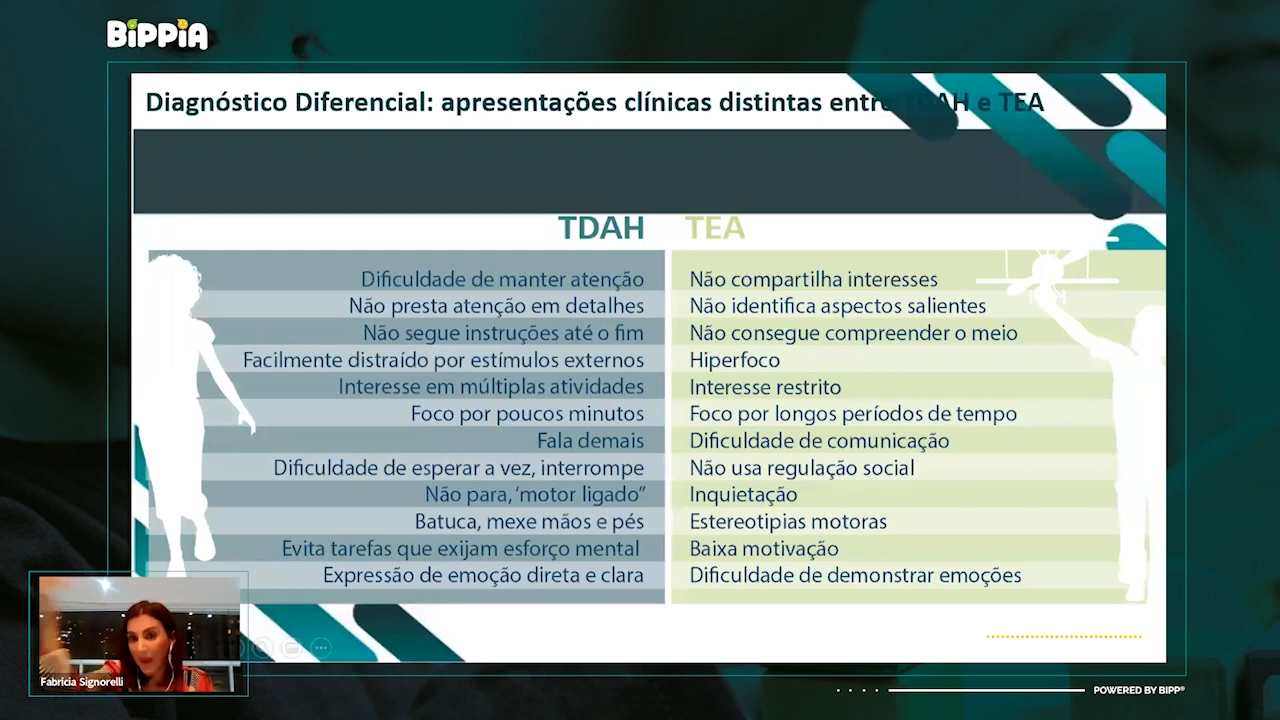 BiPPiA
Diagnóstico Diferencial: apresentações clínicas distintas entre TDAH e TEA
TDAH TEA
Dificuldade de manter atenção Não compartilha interesses
Não presta atenção em detalhes Não identifica aspectos salientes
Não segue instruções até o fim Não consegue compreender o meio
Facilmente distraído por estímulos externos Hiperfoco
Interesse em múltiplas atividades Interesse restrito
Foco por poucos minutos Foco por longos períodos de tempo
Fala demais Dificuldade de comunicação
Dificuldade de esperar a vez, interrompe Não usa regulação social
Não para, ‘motor ligado” Inquietação
Batuca, mexe mãos e pés Estereotipias motoras
Evita tarefas que exijam esforço mental Baixa motivação
Expressão de emoção direta e clara Dificuldade de demonstrar emoções
Fabricia Signorelli
POWERED BY BIPP®